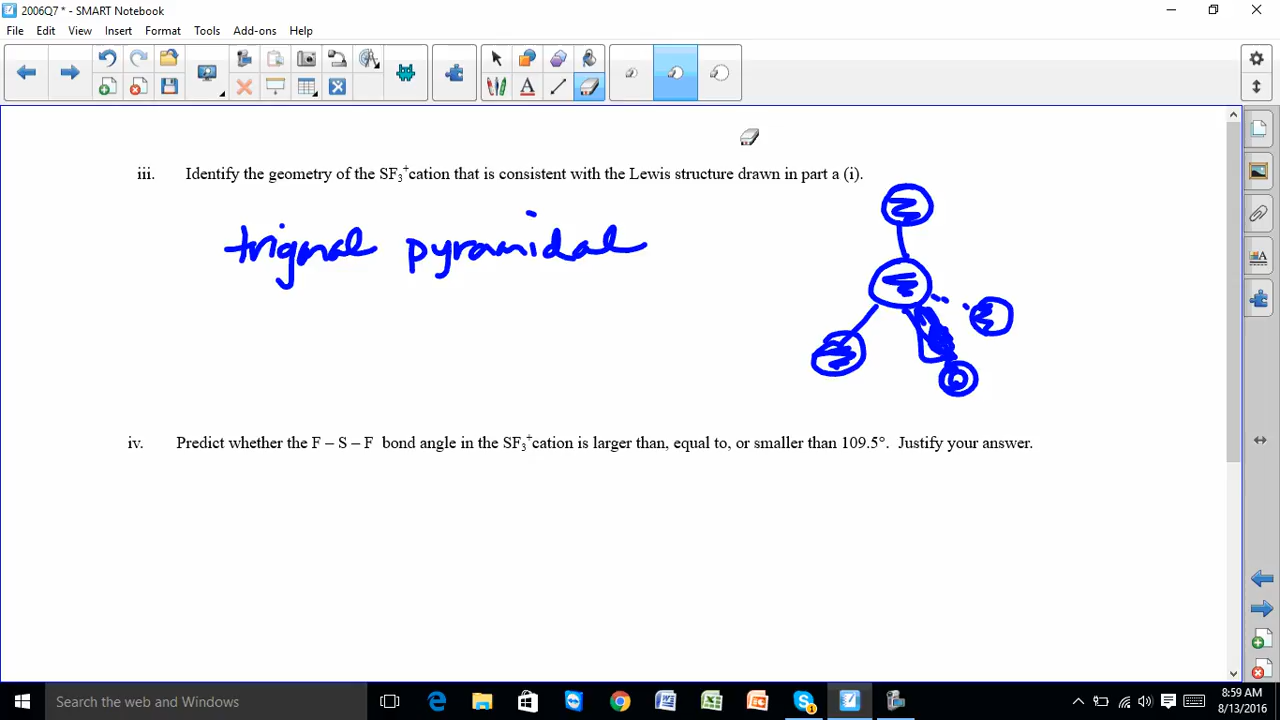 2006Q7 * - SMART Notebook
File Edit View Insert Format Tools Add-ons Help
iii. Identify the geometry of the SF3+cation that is consistent with the Lewis structure drawn in part a (i).
trigonal pyramidal
iv. Predict whether the F – S – F bond angle in the SF3+cation is larger than, equal to, or smaller than 109.5°. Justify your answer.
Search the web and Windows
8:59 AM
8/13/2016